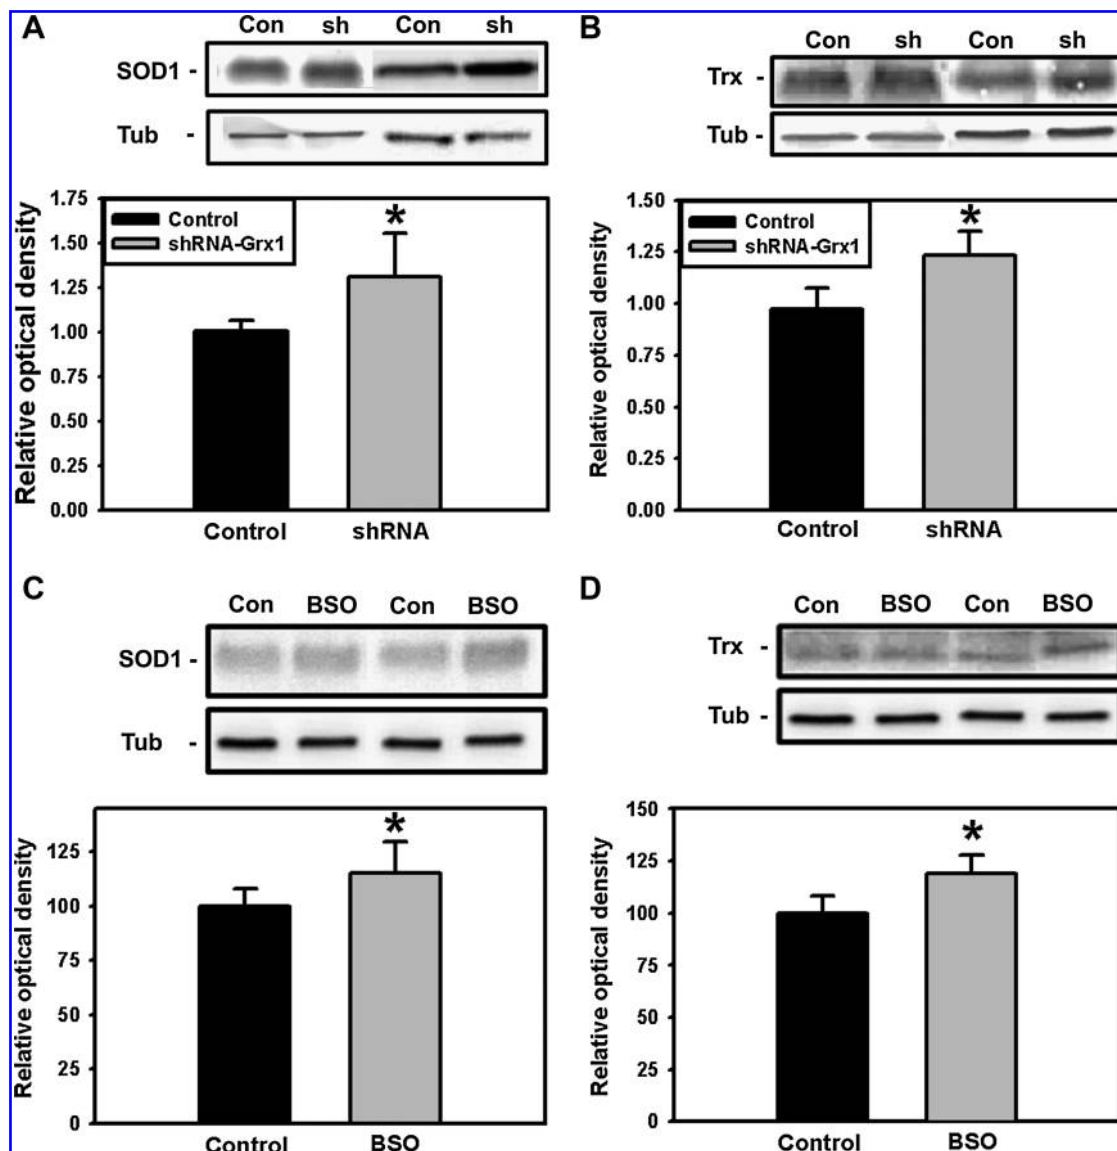 A
Con sh Con sh
SOD1 -
Tub -
Relative optical density
1.75
1.50
1.25
1.00
0.75
0.50
0.25
0.00
Control
shRNA-Grx1
*
Control shRNA
B
Con sh Con sh
Trx -
Tub -
Relative optical density
1.50
1.25
1.00
0.75
0.50
0.25
0.00
Control
shRNA-Grx1
*
Control shRNA
C
Con BSO Con BSO
SOD1 -
Tub -
Relative optical density
125
100
75
50
25
0
*
Control BSO
D
Con BSO Con BSO
Trx -
Tub -
Relative optical density
150
125
100
75
50
25
0
*
Control BSO